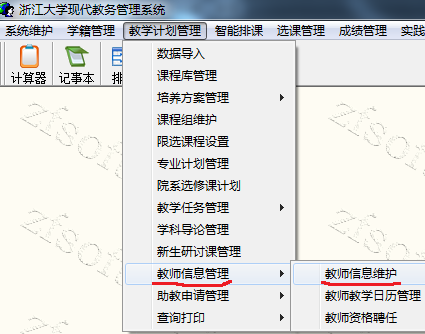 浙江大学现代教务管理系统
系统维护 学籍管理 教学计划管理 智能排课 选课管理 成绩管理 实践
计算器 记事本 排
数据导入
课程库管理
培养方案管理
课程组维护
限选课程设置
专业计划管理
院系选修课计划
教学任务管理
学科导论管理
新生研讨课管理
教师信息管理 教师信息维护
助教申请管理 教师教学日历管理
查询打印 教师资格聘任
zfsoft
zfsoft
zfsoft